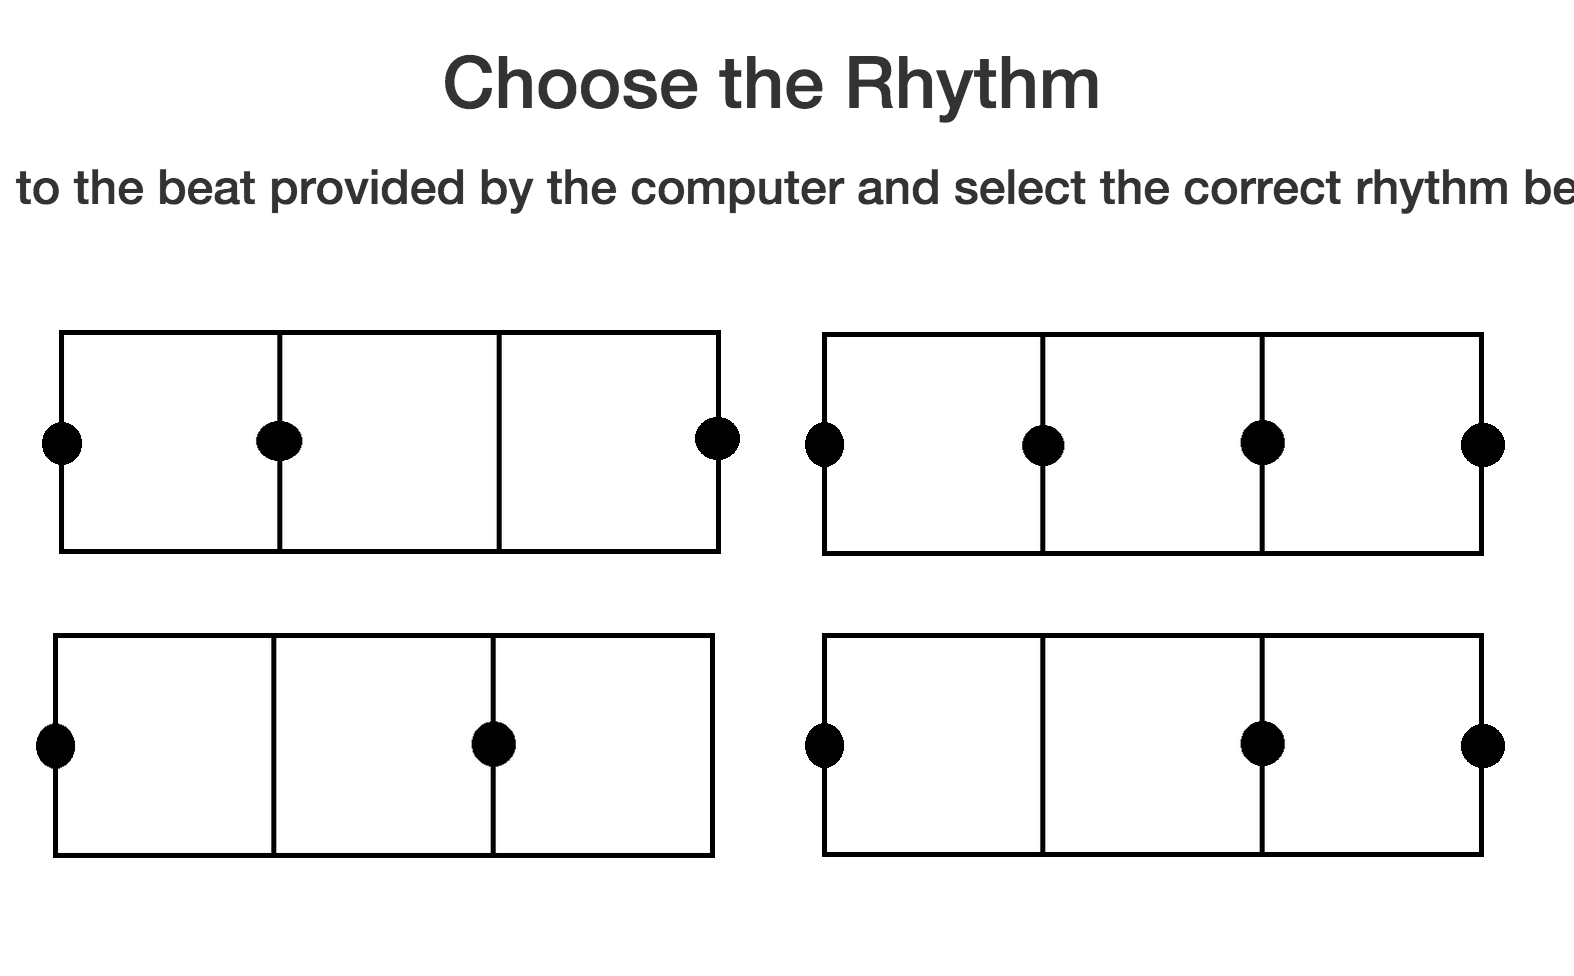 Choose the Rhythm
to the beat provided by the computer and select the correct rhythm be